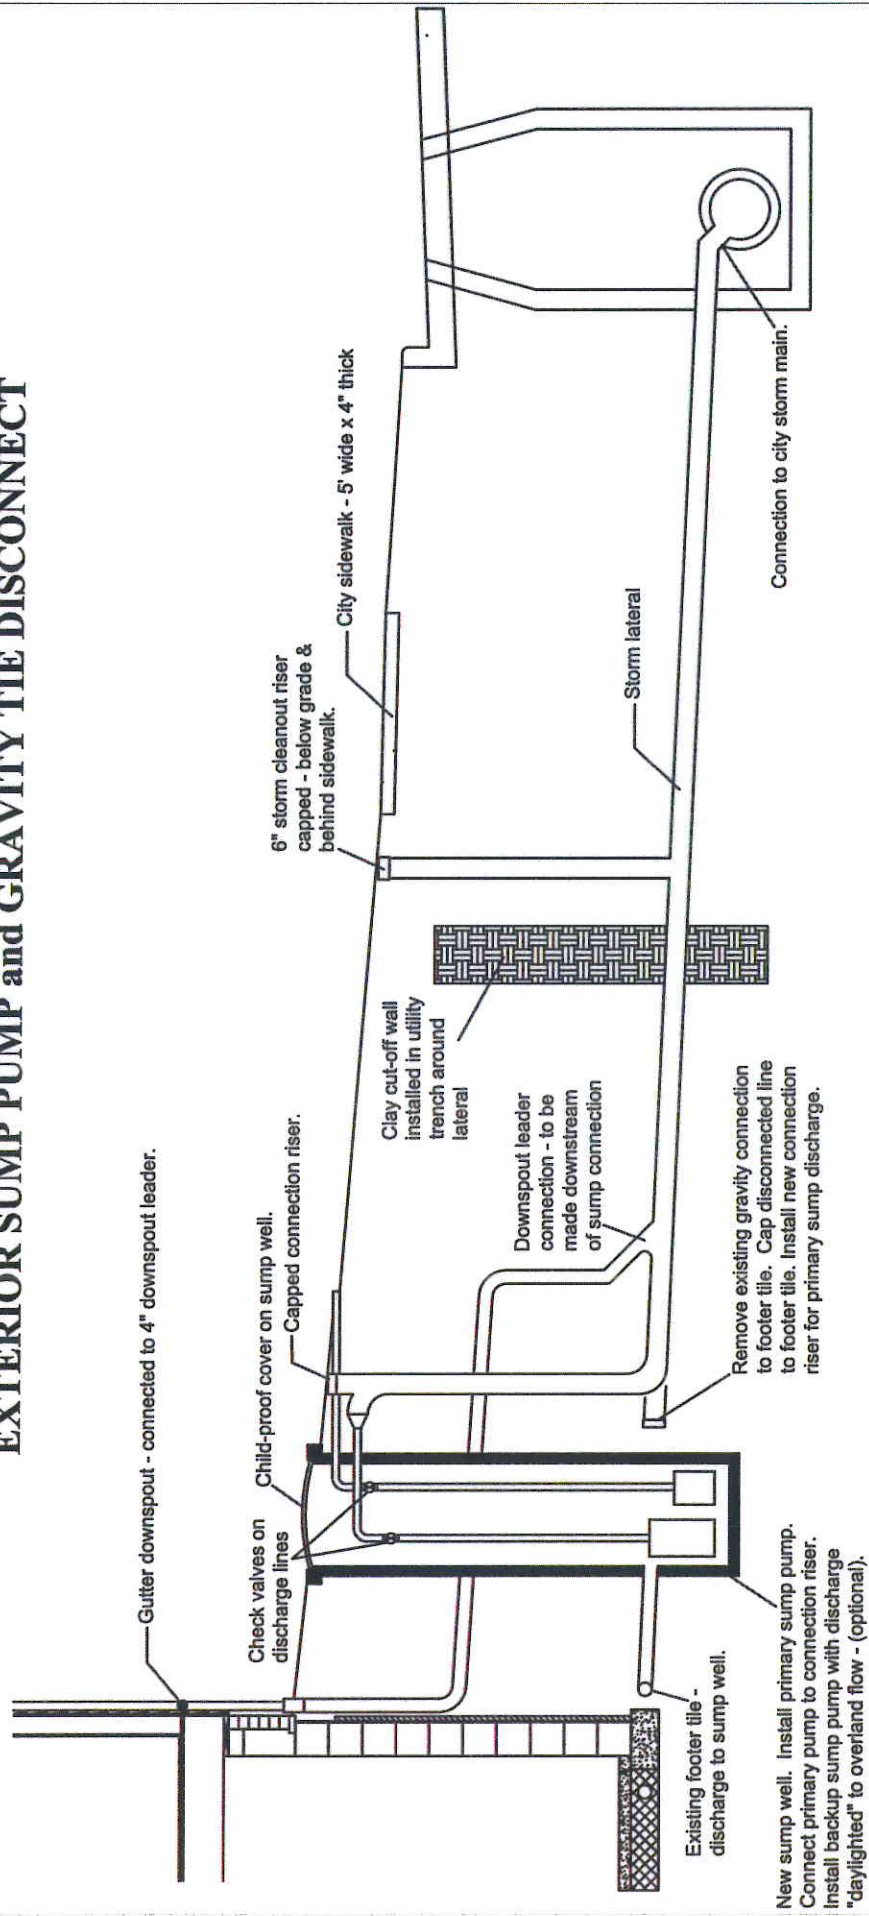 EXTERIOR SUMP PUMP and GRAVITY TIE DISCONNECT
Gutter downspout - connected to 4" downspout leader.
Check valves on
discharge lines
Child-proof cover on sump well.
Capped connection riser.
6" storm cleanout riser
capped - below grade &
behind sidewalk.
City sidewalk - 5' wide x 4" thick
Clay cut-off wall
installed in utility
trench around
lateral
Downspout leader
connection - to be
made downstream
of sump connection
Storm lateral
Existing footer tile -
discharge to sump well.
Remove existing gravity connection
to footer tile. Cap disconnected line
to footer tile. Install new connection
riser for primary sump discharge.
Connection to city storm main.
New sump well. Install primary sump pump.
Connect primary pump to connection riser.
Install backup sump pump with discharge
"daylighted" to overland flow - (optional).